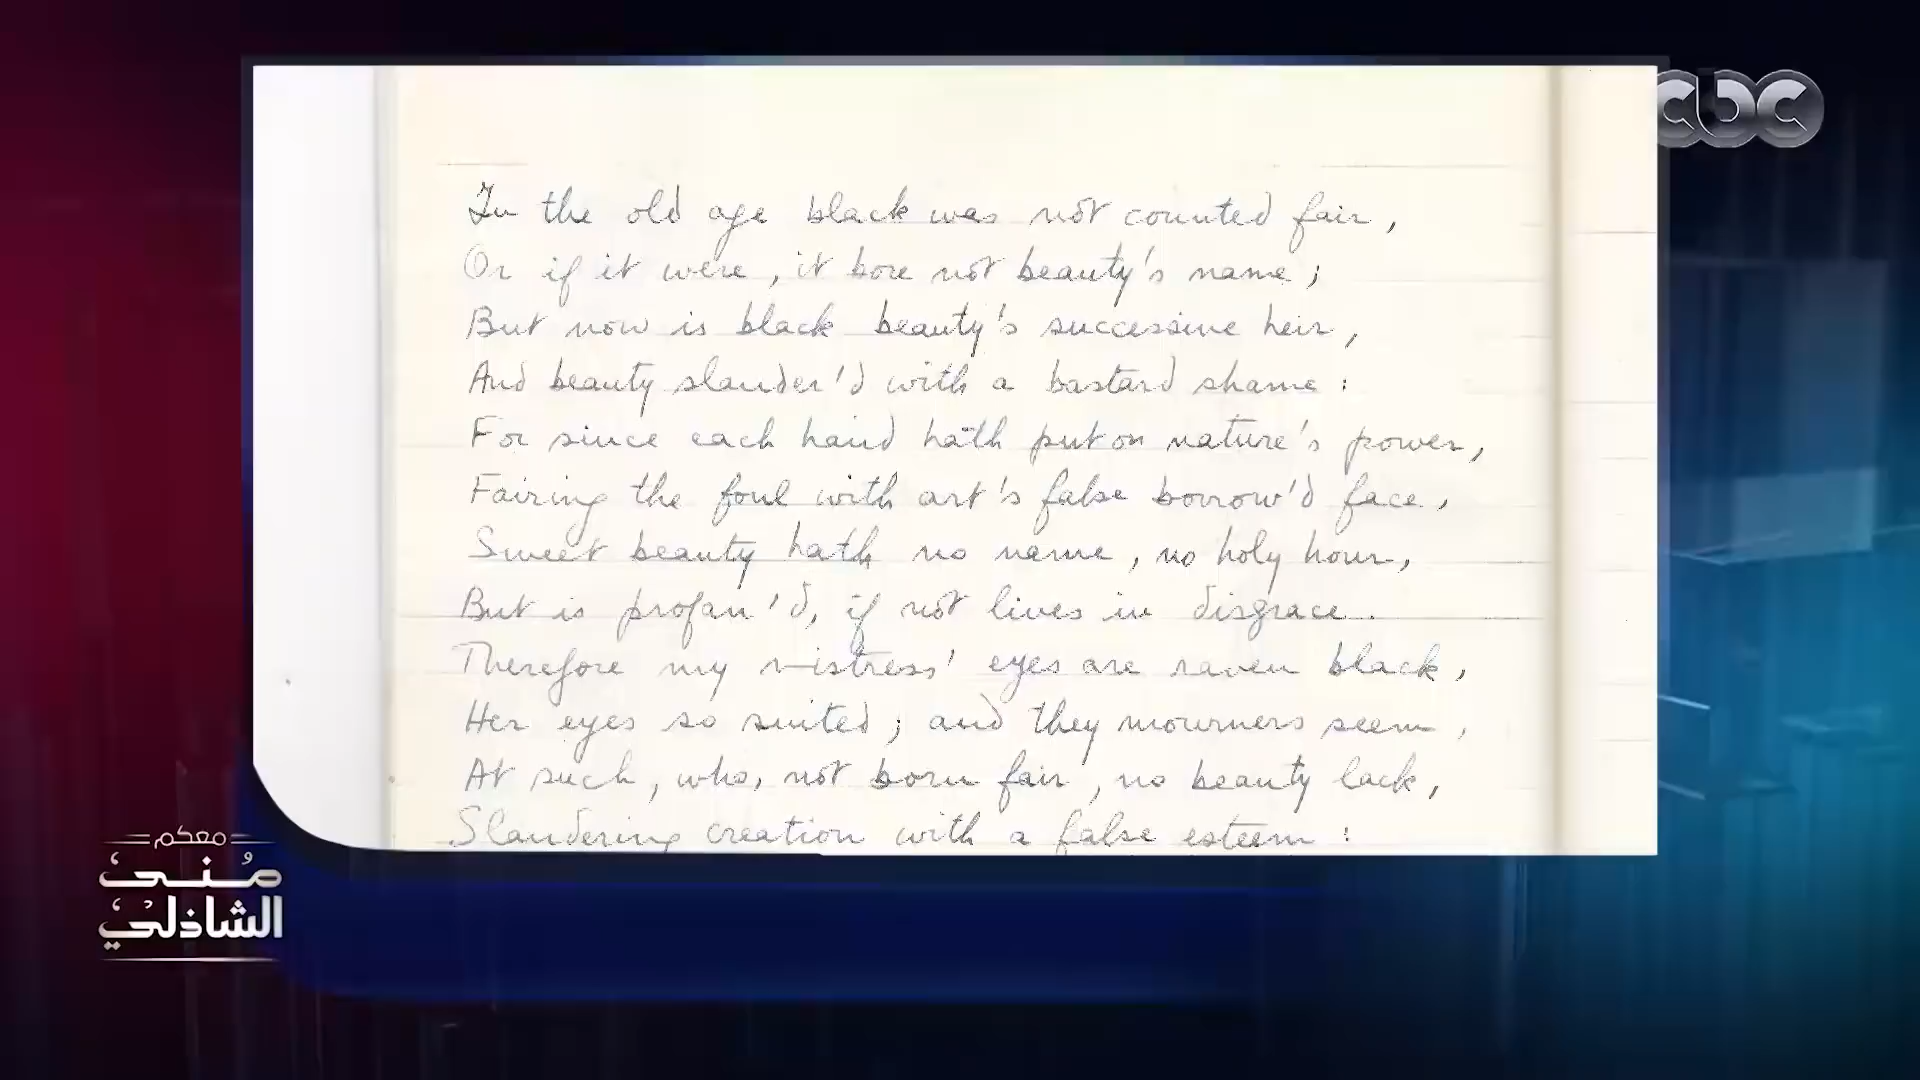 cbc
In the old age black was not counted fair,
Or if it were, it bore not beauty's name;
But now is black beauty's successive heir,
And beauty slander'd with a bastard shame:
For since each hand hath put on nature's power,
Fairing the foul with art's false borrow'd face,
Sweet beauty hath no name, no holy hour,
But is profan'd, if not lives in disgrace.
Therefore my mistress' eyes are raven black,
Her eyes so suited; and they mourners seem,
At such, who, not born fair, no beauty lack,
Slandering creation with a false esteem:
معكم
مُنى
الشاذلي